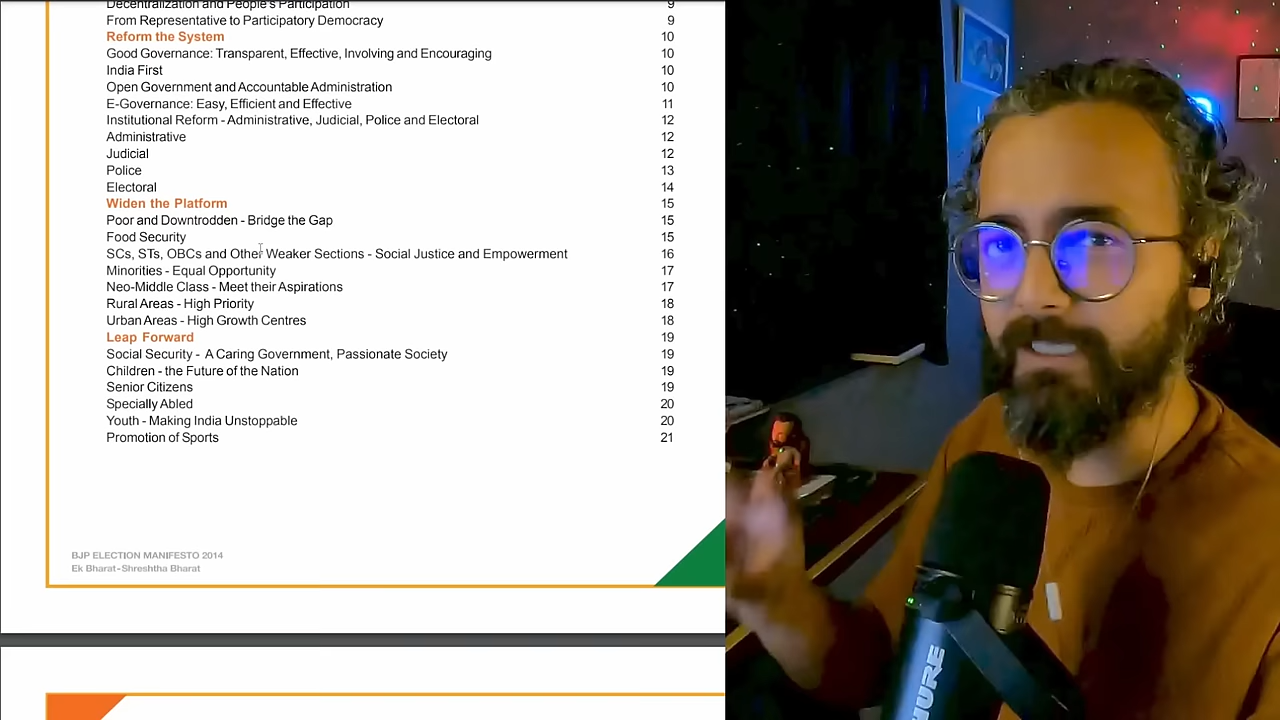 Decentralization and People's Participation 9
From Representative to Participatory Democracy 9
Reform the System 10
Good Governance: Transparent, Effective, Involving and Encouraging 10
India First 10
Open Government and Accountable Administration 10
E-Governance: Easy, Efficient and Effective 11
Institutional Reform - Administrative, Judicial, Police and Electoral 12
Administrative 12
Judicial 12
Police 13
Electoral 14
Widen the Platform 15
Poor and Downtrodden - Bridge the Gap 15
Food Security 15
SCs, STs, OBCs and Other Weaker Sections - Social Justice and Empowerment 16
Minorities - Equal Opportunity 17
Neo-Middle Class - Meet their Aspirations 17
Rural Areas - High Priority 18
Urban Areas - High Growth Centres 18
Leap Forward 19
Social Security - A Caring Government, Passionate Society 19
Children - the Future of the Nation 19
Senior Citizens 19
Specially Abled 20
Youth - Making India Unstoppable 20
Promotion of Sports 21
BJP ELECTION MANIFESTO 2014
Ek Bharat - Shreshtha Bharat
SHURE